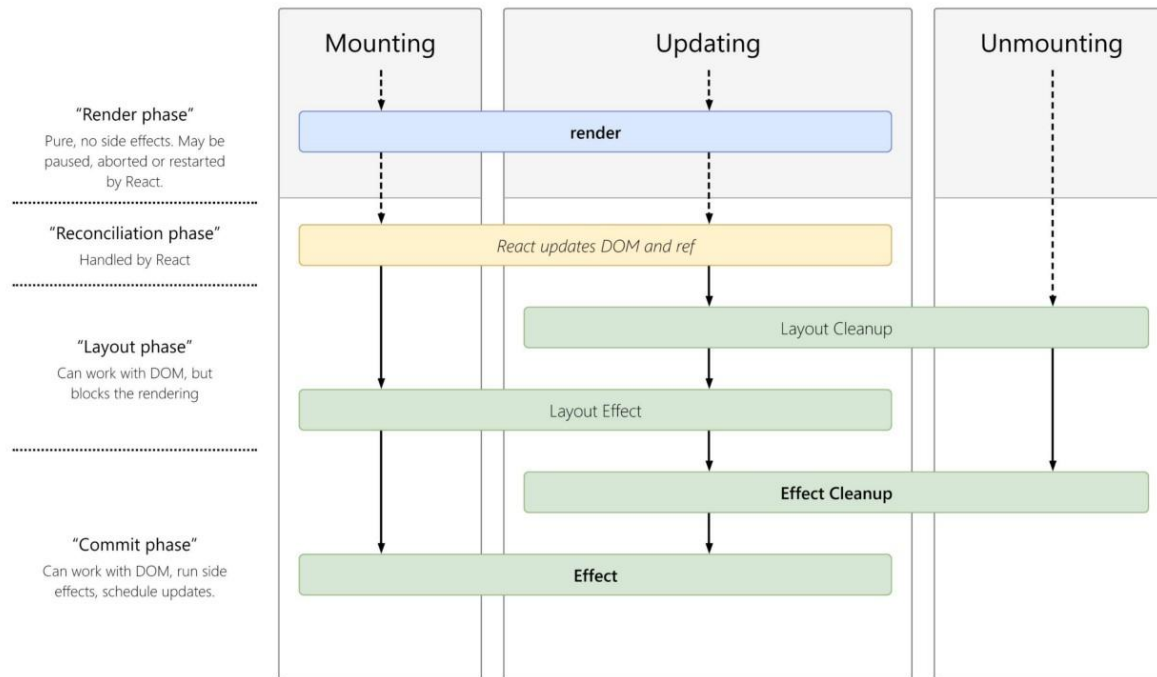 Mounting
Updating
Unmounting
“Render phase”
Pure, no side effects. May be
paused, aborted or restarted
by React.
render
“Reconciliation phase”
Handled by React
React updates DOM and ref
Layout Cleanup
“Layout phase”
Can work with DOM, but
blocks the rendering
Layout Effect
Effect Cleanup
“Commit phase”
Can work with DOM, run side
effects, schedule updates.
Effect